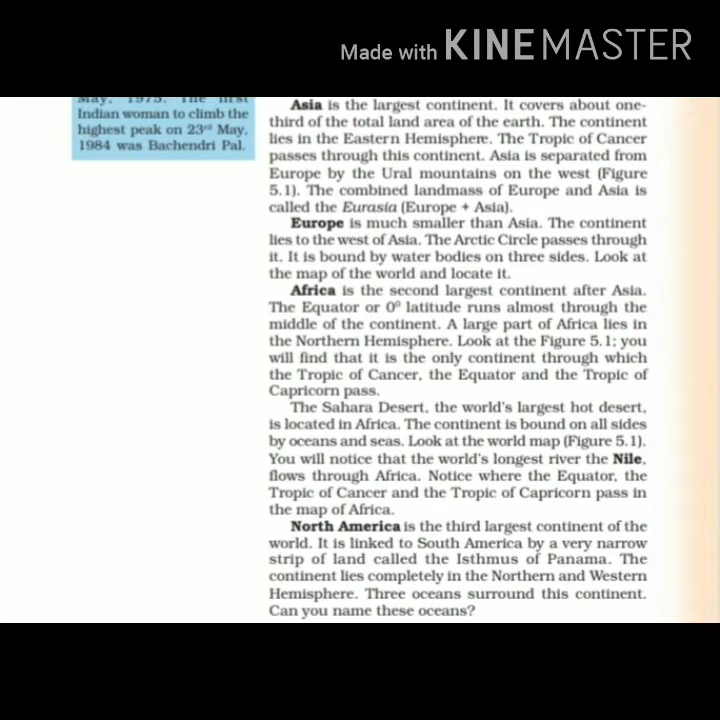 Made with KINEMASTER
May, 1975. The first
Indian woman to climb the
highest peak on 23rd May,
1984 was Bachendri Pal.
Asia is the largest continent. It covers about one-
third of the total land area of the earth. The continent
lies in the Eastern Hemisphere. The Tropic of Cancer
passes through this continent. Asia is separated from
Europe by the Ural mountains on the west (Figure
5.1). The combined landmass of Europe and Asia is
called the Eurasia (Europe + Asia).
Europe is much smaller than Asia. The continent
lies to the west of Asia. The Arctic Circle passes through
it. It is bound by water bodies on three sides. Look at
the map of the world and locate it.
Africa is the second largest continent after Asia.
The Equator or 0⁰ latitude runs almost through the
middle of the continent. A large part of Africa lies in
the Northern Hemisphere. Look at the Figure 5.1; you
will find that it is the only continent through which
the Tropic of Cancer, the Equator and the Tropic of
Capricorn pass.
The Sahara Desert, the world's largest hot desert,
is located in Africa. The continent is bound on all sides
by oceans and seas. Look at the world map (Figure 5.1).
You will notice that the world's longest river the Nile,
flows through Africa. Notice where the Equator, the
Tropic of Cancer and the Tropic of Capricorn pass in
the map of Africa.
North America is the third largest continent of the
world. It is linked to South America by a very narrow
strip of land called the Isthmus of Panama. The
continent lies completely in the Northern and Western
Hemisphere. Three oceans surround this continent.
Can you name these oceans?